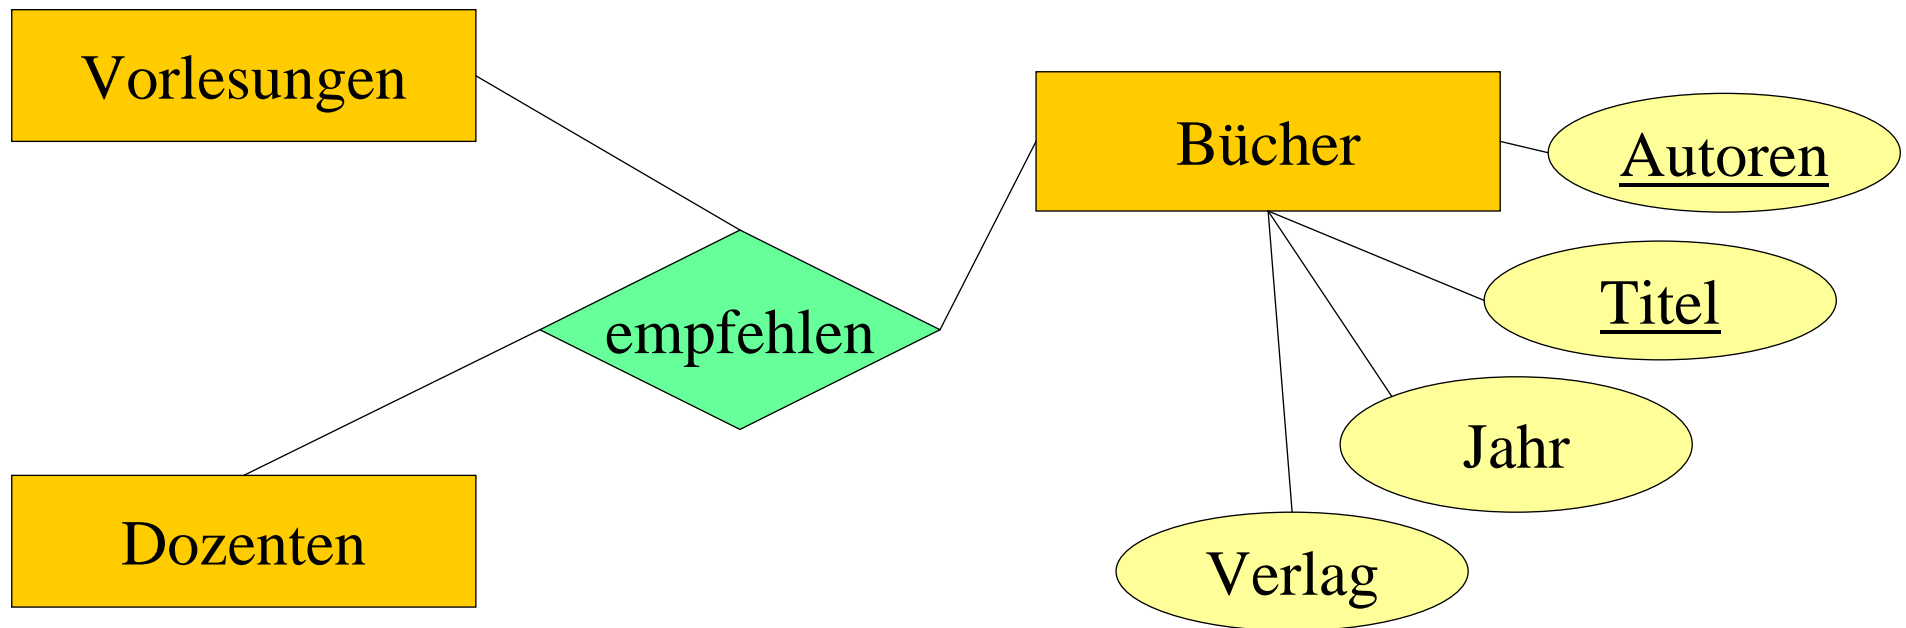 Vorlesungen
Bücher
Autoren
Titel
empfehlen
Jahr
Dozenten
Verlag